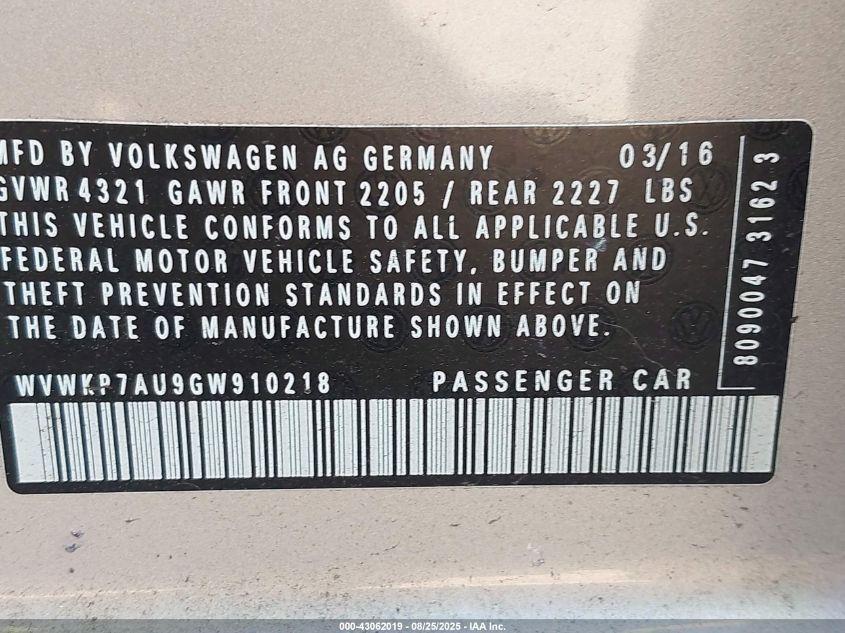 MFD BY VOLKSWAGEN AG GERMANY 03/16
GVWR 4321 GAWR FRONT 2205 / REAR 2227 LBS
THIS VEHICLE CONFORMS TO ALL APPLICABLE U.S.
FEDERAL MOTOR VEHICLE SAFETY, BUMPER AND
THEFT PREVENTION STANDARDS IN EFFECT ON
THE DATE OF MANUFACTURE SHOWN ABOVE.
WVWKP7AU9GW910218 PASSENGER CAR
8090047 3162 3
000-43062019 - 08/25/2025 - IAA Inc.